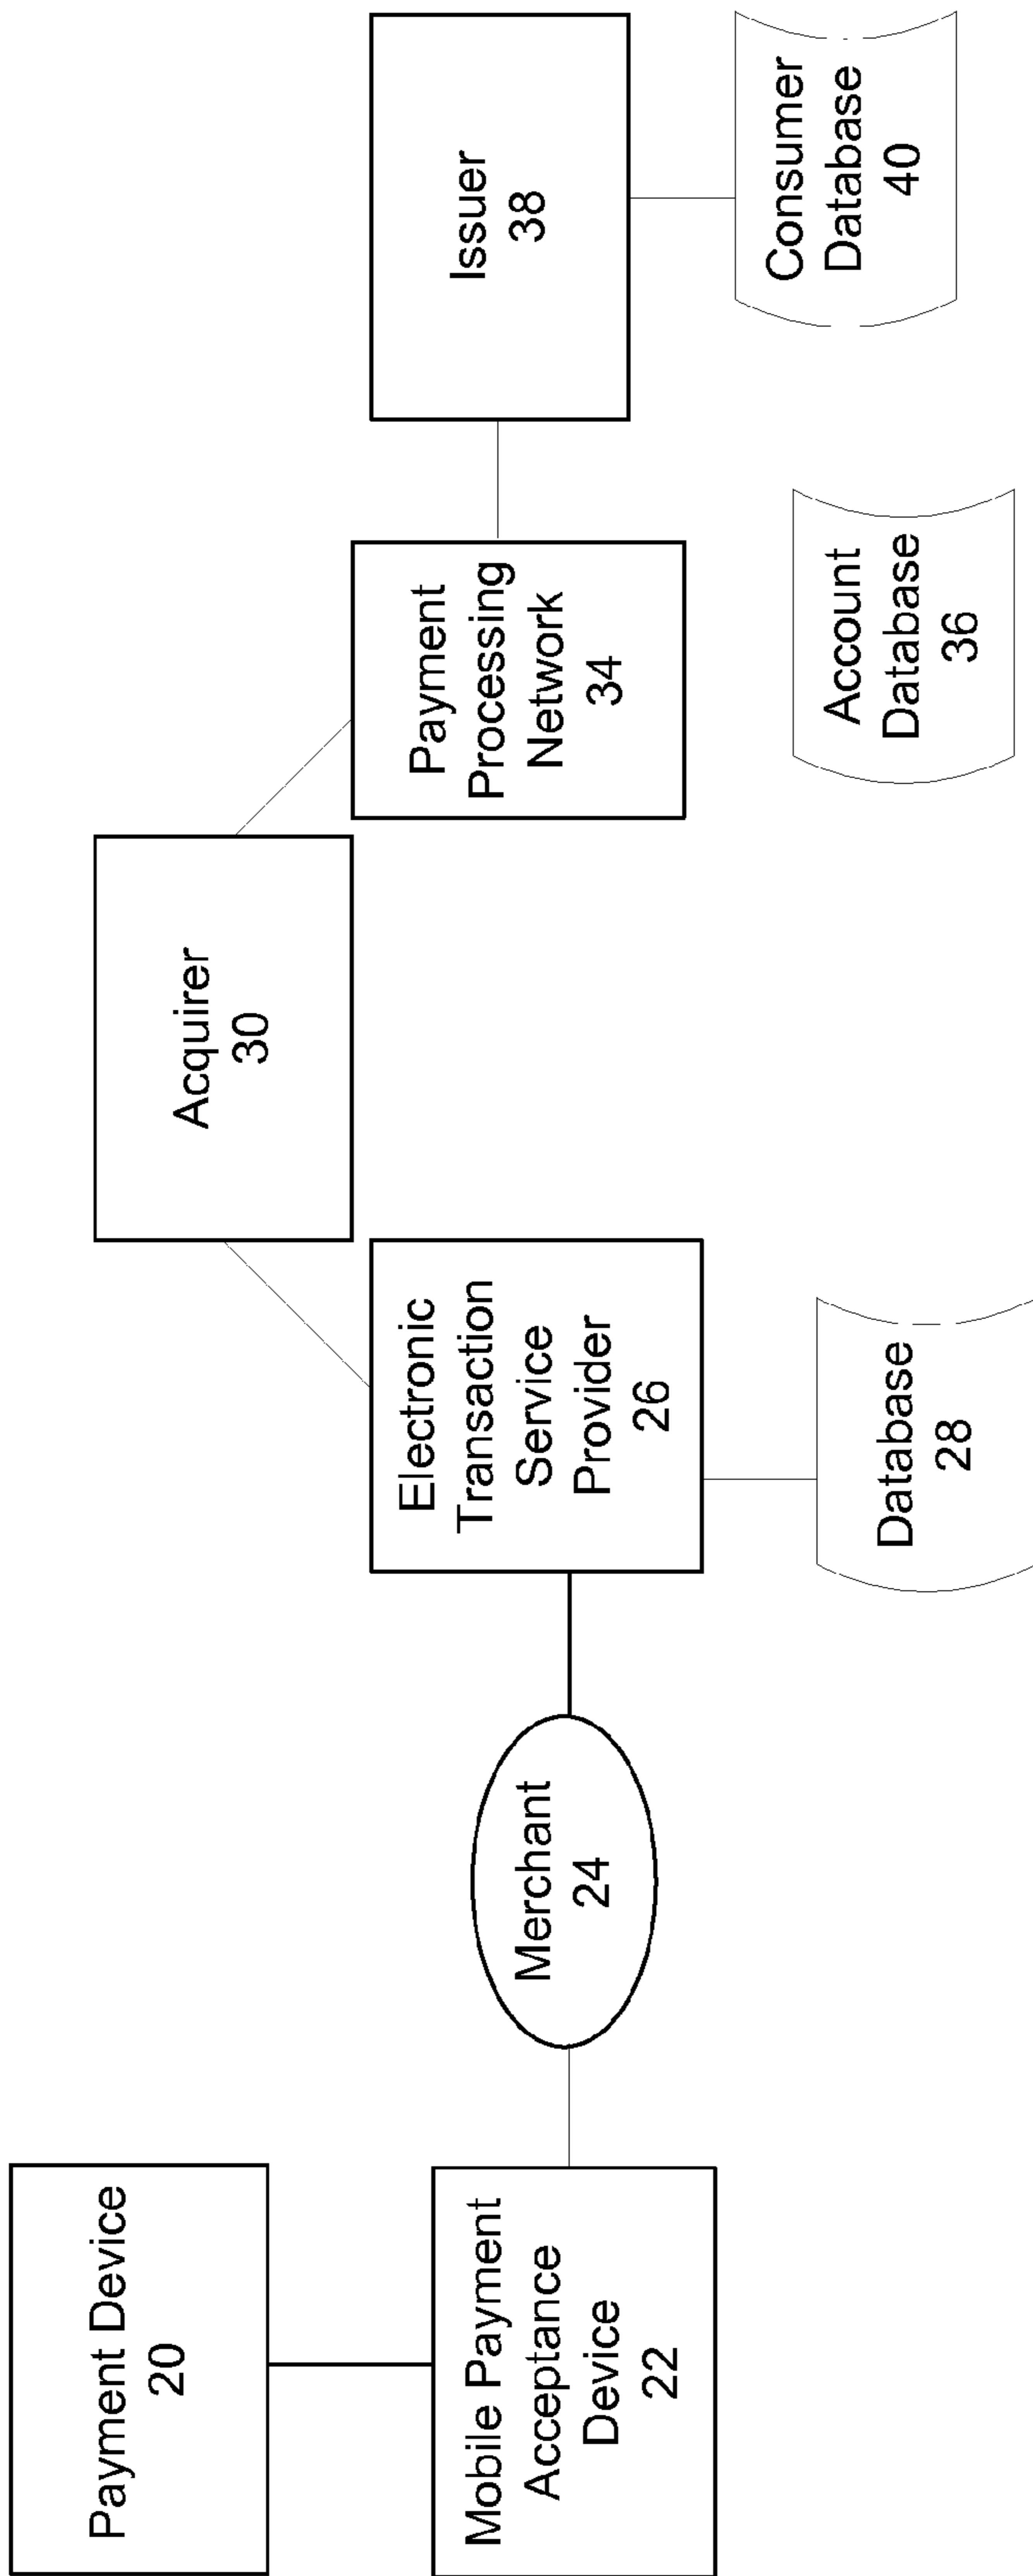 Payment Device
20
Mobile Payment
Acceptance
Device
22
Merchant
24
Electronic
Transaction
Service
Provider
26
Database
28
Acquirer
30
Payment
Processing
Network
34
Account
Database
36
Issuer
38
Consumer
Database
40